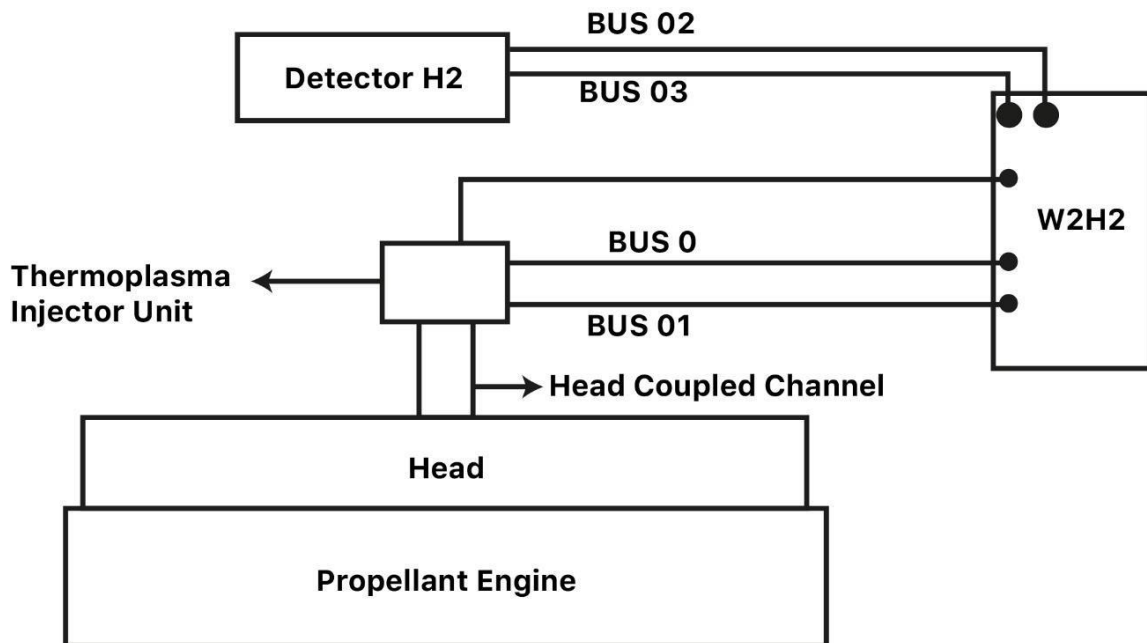 BUS 02
Detector H2
BUS 03
W2H2
BUS 0
Thermoplasma
Injector Unit
BUS 01
Head Coupled Channel
Head
Propellant Engine